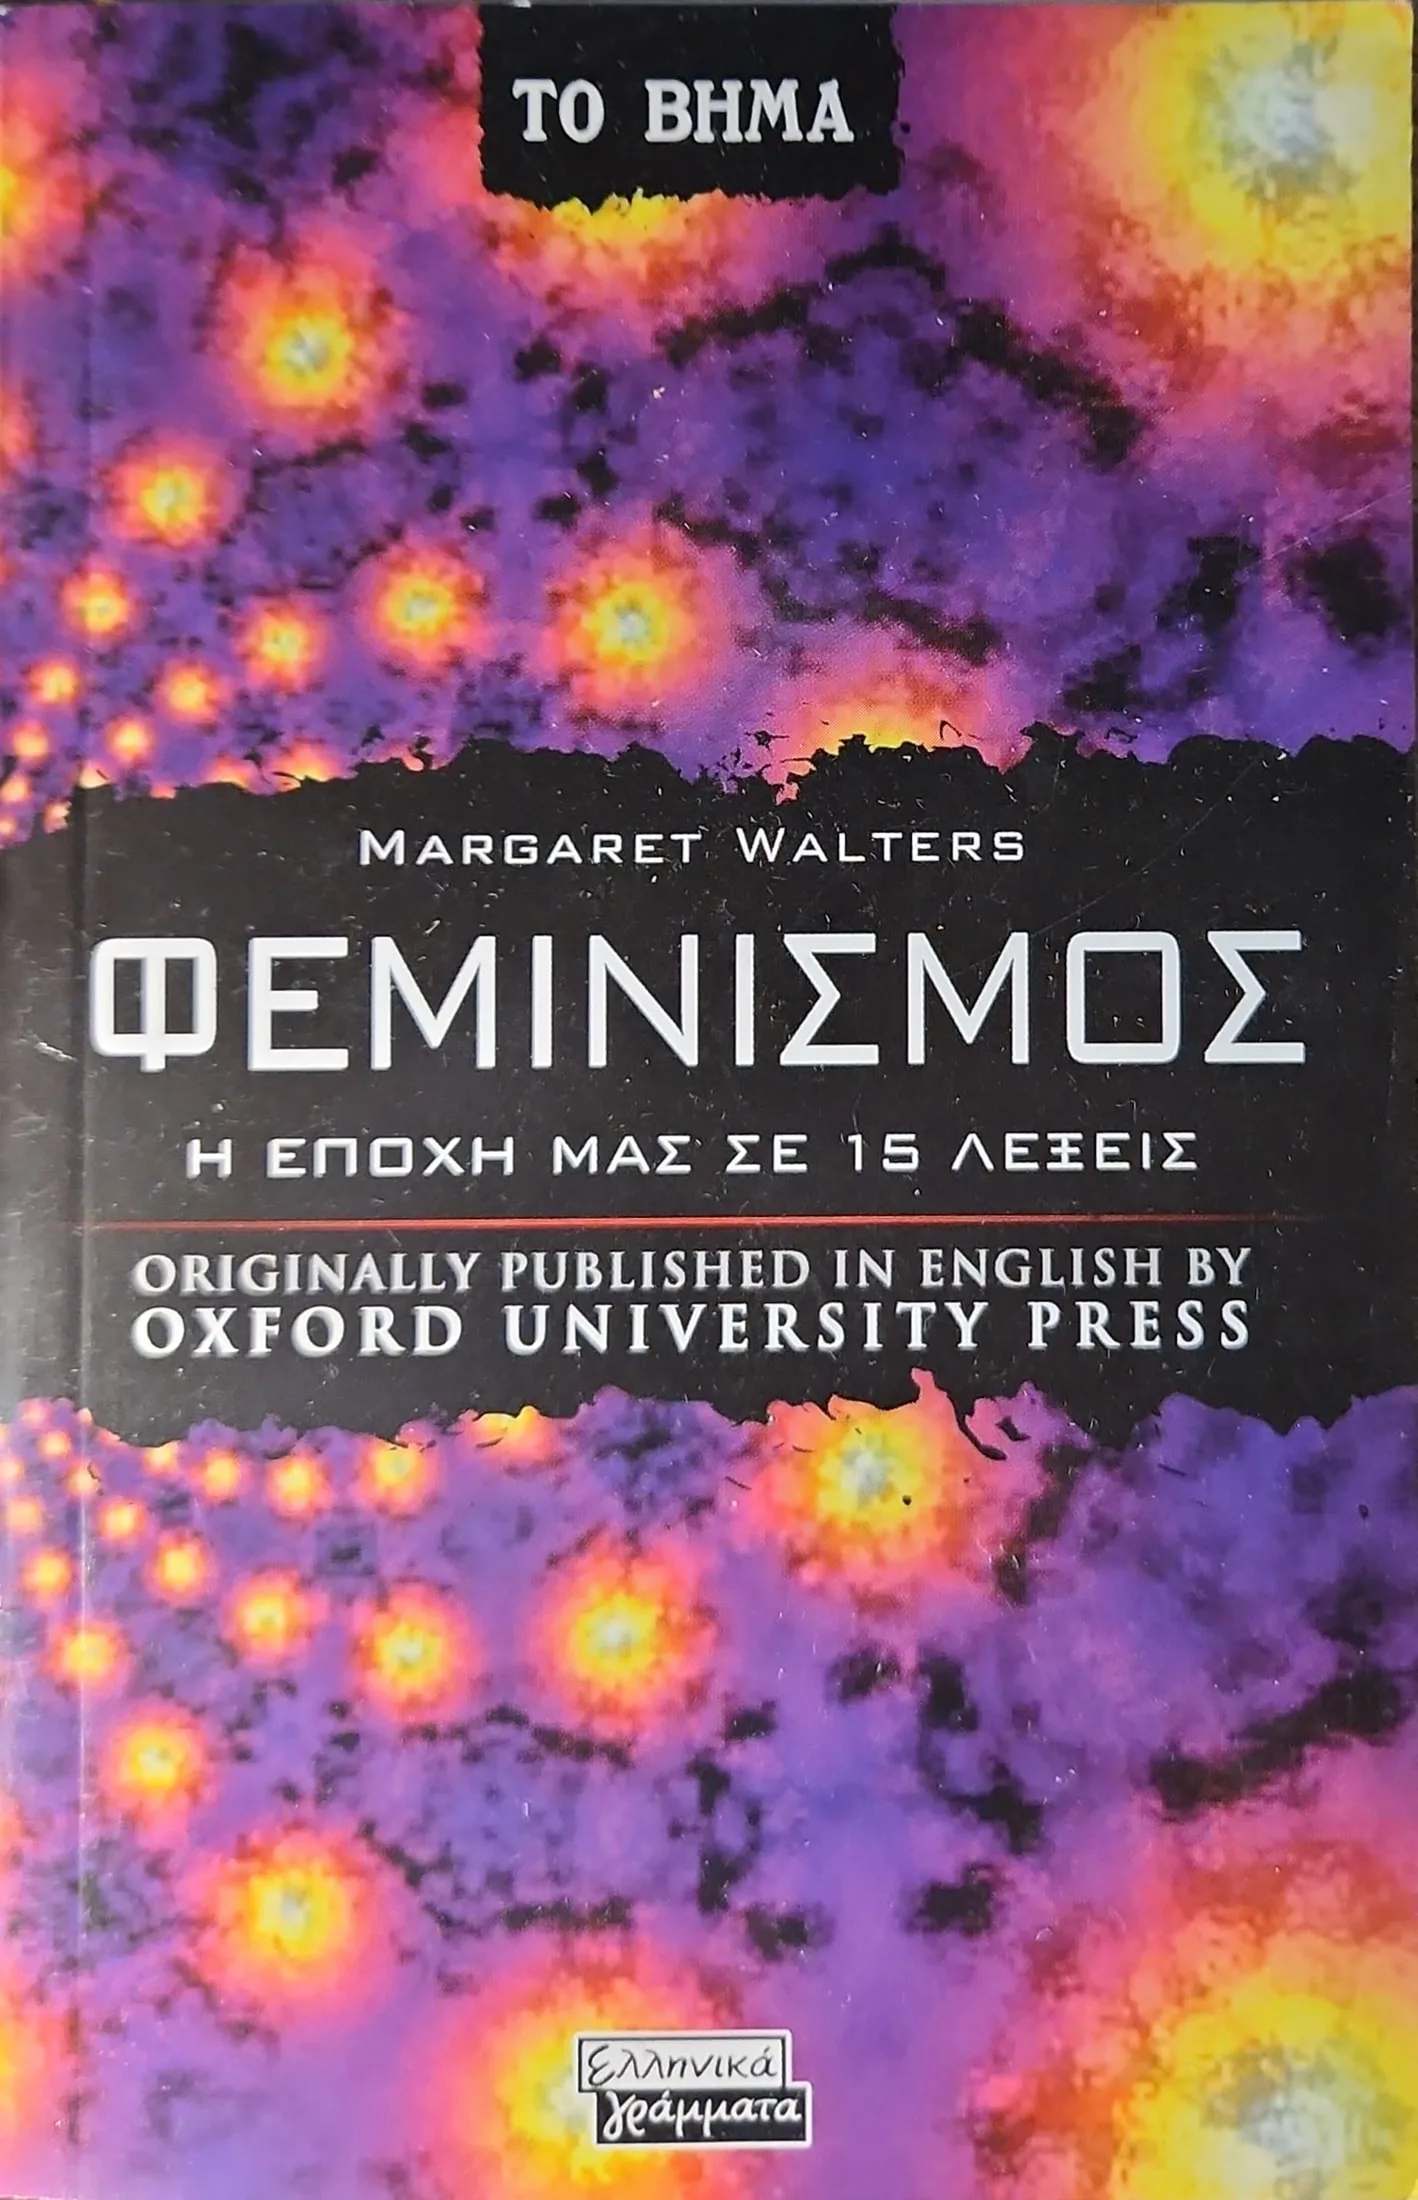 ΤΟ ΒΗΜΑ
MARGARET WALTERS
ΦΕΜΙΝΙΣΜΟΣ
Η ΕΠΟΧΗ ΜΑΣ ΣΕ 15 ΛΕΞΕΙΣ
ORIGINALLY PUBLISHED IN ENGLISH BY
OXFORD UNIVERSITY PRESS
ελληνικά
γράμματα